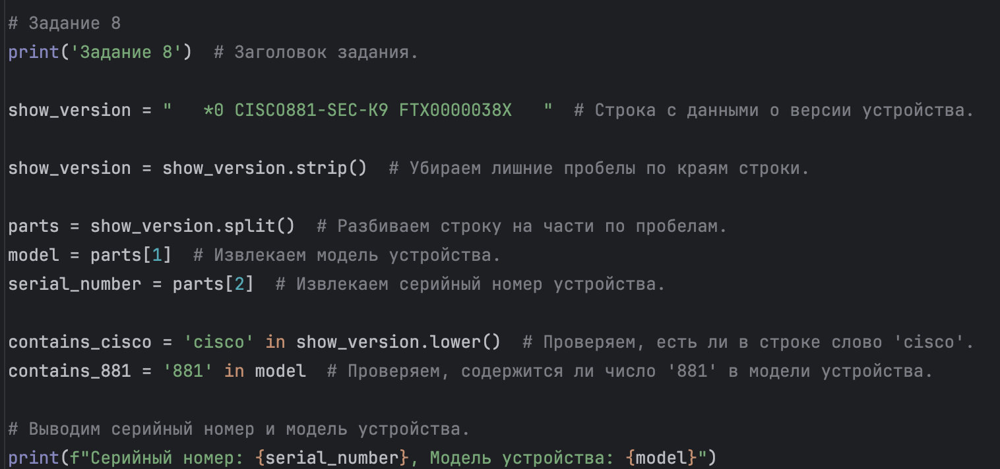 # Задание 8
print('Задание 8')  # Заголовок задания.
show_version = "   *0 CISCO881-SEC-K9 FTX0000038X   "  # Строка с данными о версии устройства.
show_version = show_version.strip()  # Убираем лишние пробелы по краям строки.
parts = show_version.split()  # Разбиваем строку на части по пробелам.
model = parts[1]  # Извлекаем модель устройства.
serial_number = parts[2]  # Извлекаем серийный номер устройства.
contains_cisco = 'cisco' in show_version.lower()  # Проверяем, есть ли в строке слово 'cisco'.
contains_881 = '881' in model  # Проверяем, содержится ли число '881' в модели устройства.
# Выводим серийный номер и модель устройства.
print(f"Серийный номер: {serial_number}, Модель устройства: {model}")